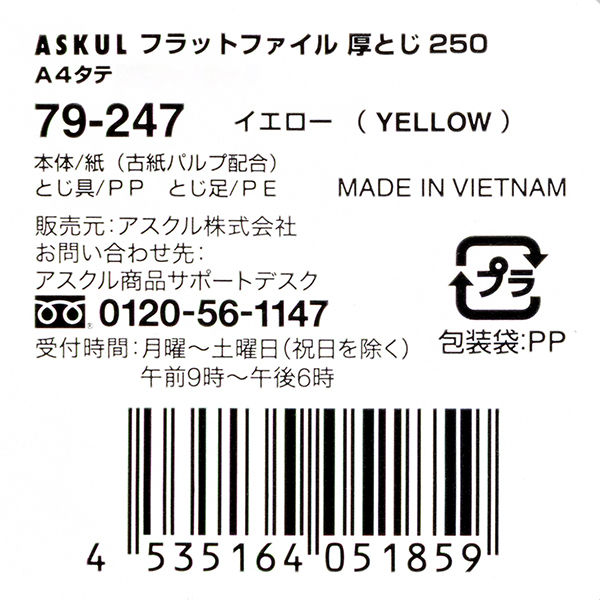 ASKUL フラットファイル 厚とじ 250
A4タテ
79-247 イエロー （ YELLOW ）
本体/紙（古紙パルプ配合）
とじ具/PP とじ足/PE
MADE IN VIETNAM
販売元：アスクル株式会社
お問い合わせ先：
アスクル商品サポートデスク
0120-56-1147
受付時間：月曜～土曜日（祝日を除く）
午前9時～午後6時
プラ
包装袋：PP
4 535164 051859